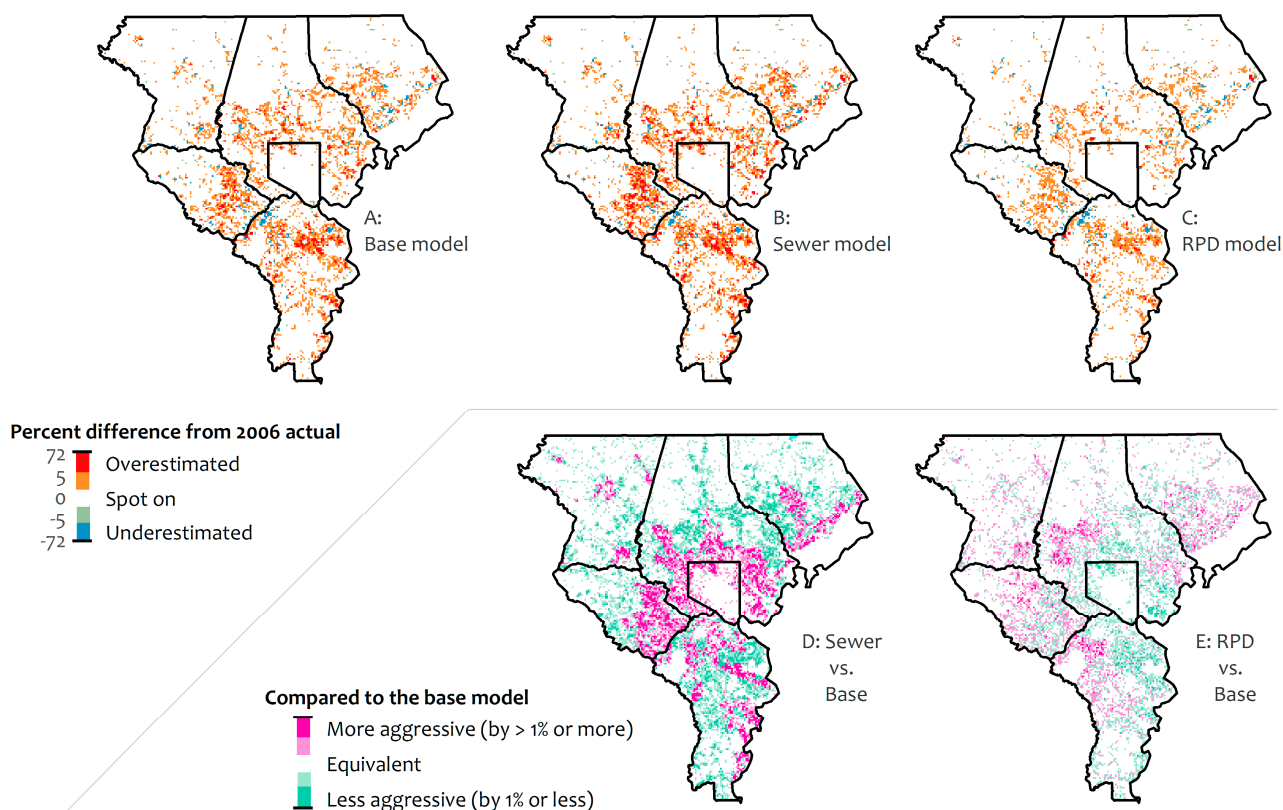 A:
Base model
B:
Sewer model
C:
RPD model
Percent difference from 2006 actual
72
Overestimated
5
0
Spot on
-5
Underestimated
-72
D: Sewer
vs.
Base
E: RPD
vs.
Base
Compared to the base model
More aggressive (by > 1% or more)
Equivalent
Less aggressive (by 1% or less)